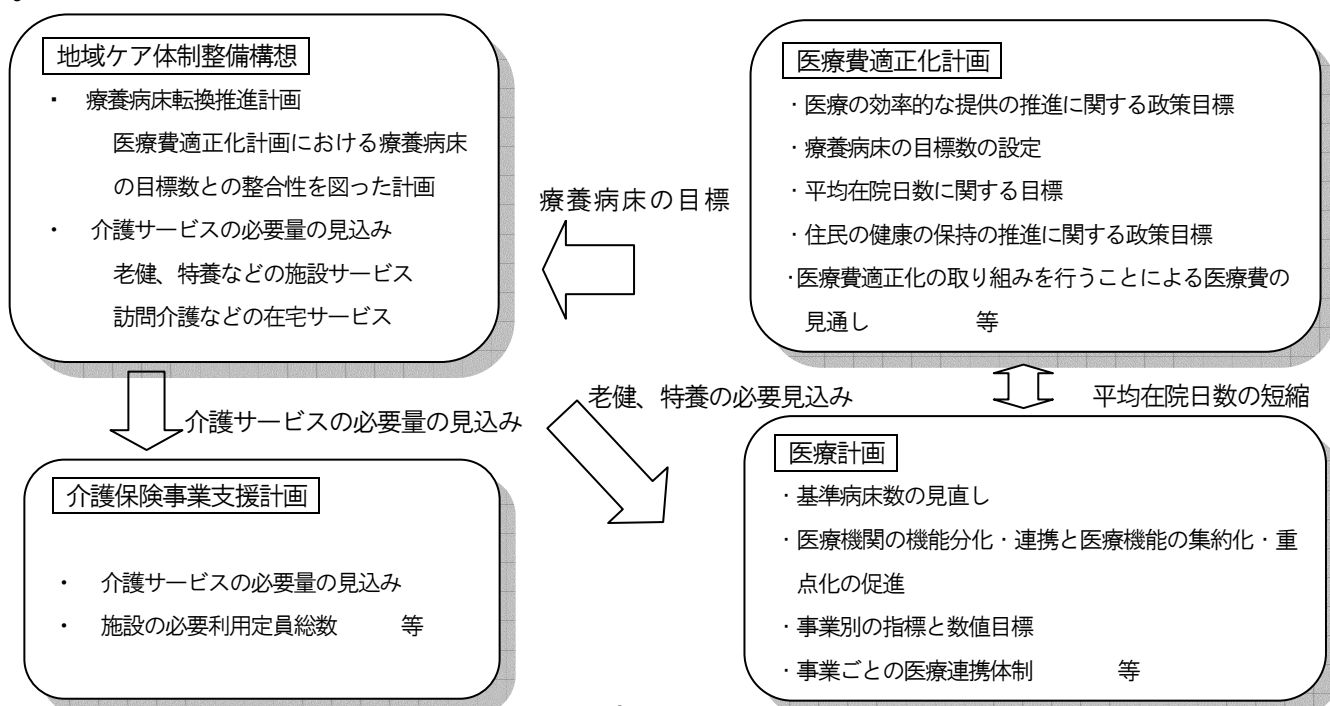 地域ケア体制整備構想
・ 療養病床転換推進計画
医療費適正化計画における療養病床
の目標数との整合性を図った計画
・ 介護サービスの必要量の見込み
老健、特養などの施設サービス
訪問介護などの在宅サービス
療養病床の目標
医療費適正化計画
・医療の効率的な提供の推進に関する政策目標
・療養病床の目標数の設定
・平均在院日数に関する目標
・住民の健康の保持の推進に関する政策目標
・医療費適正化の取り組みを行うことによる医療費の
見通し 等
介護サービスの必要量の見込み
老健、特養の必要見込み
平均在院日数の短縮
介護保険事業支援計画
・ 介護サービスの必要量の見込み
・ 施設の必要利用定員総数 等
医療計画
・基準病床数の見直し
・医療機関の機能分化・連携と医療機能の集約化・重
点化の促進
・事業別の指標と数値目標
・事業ごとの医療連携体制 等